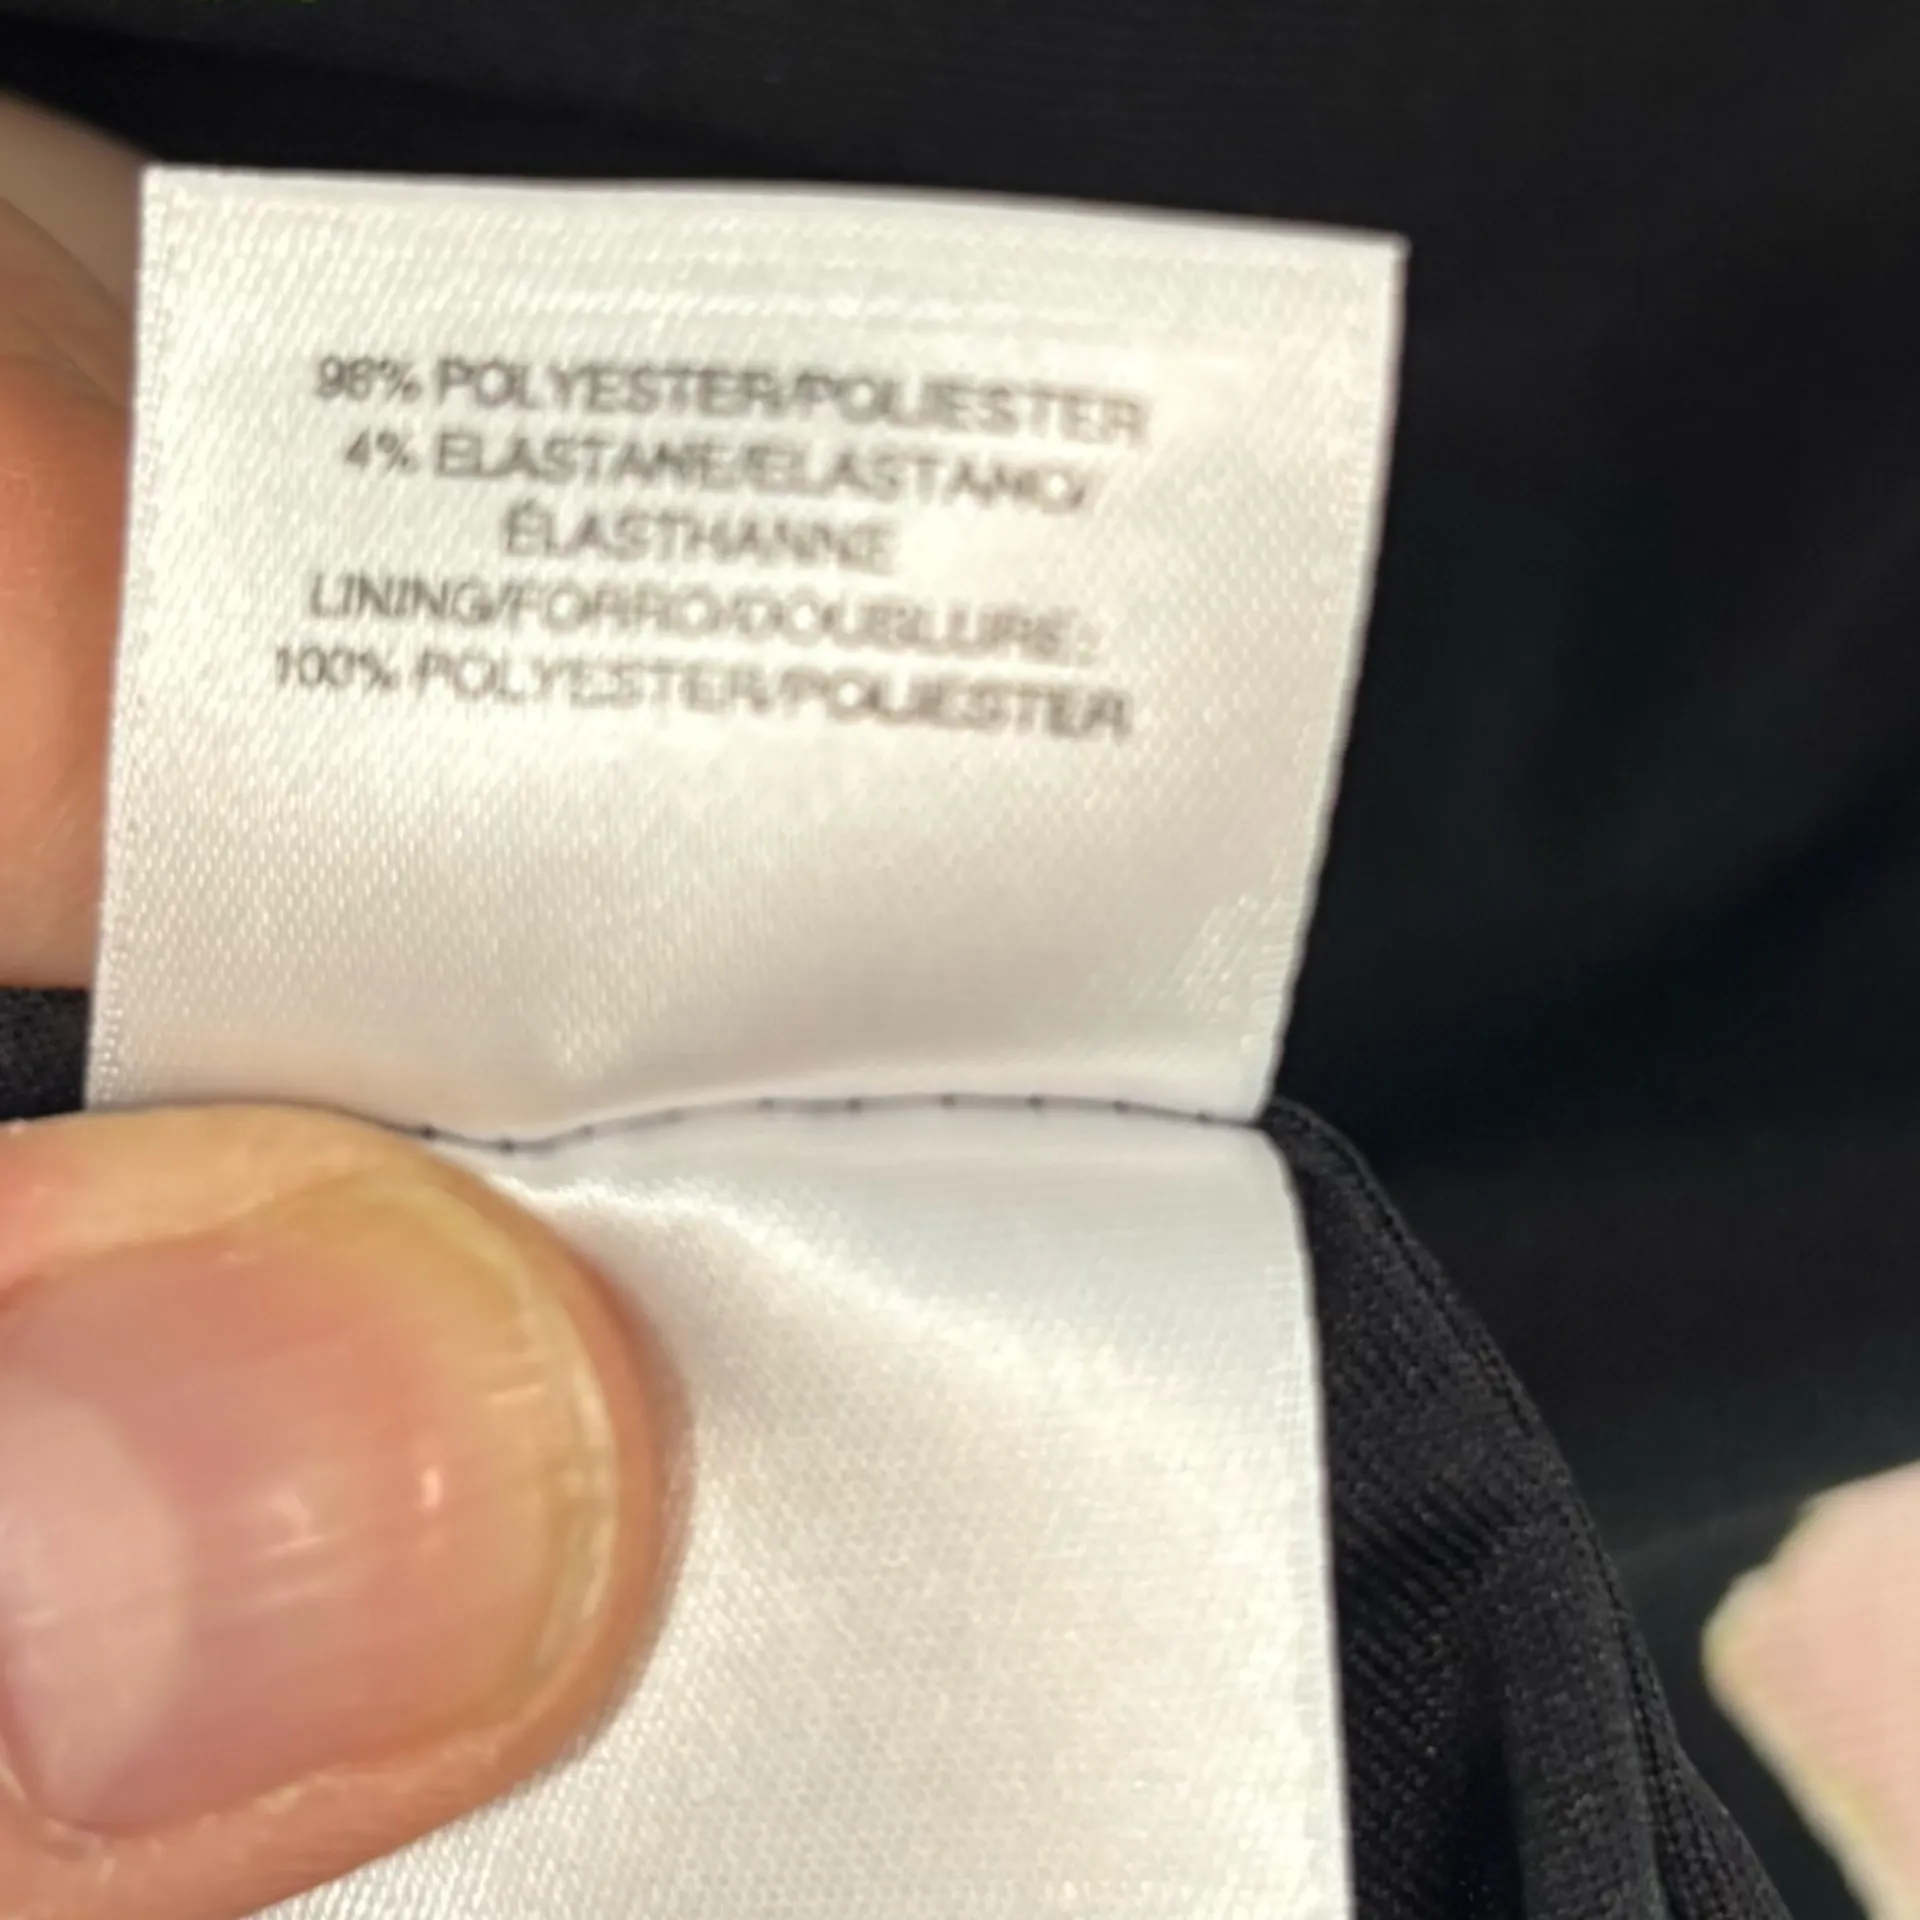 96% POLYESTER/POLIESTER
4% ELASTANE/ELASTANO/
ÉLASTHANNE
LINING/FORRO/DOUBLURE:
100% POLYESTER/POLIESTER